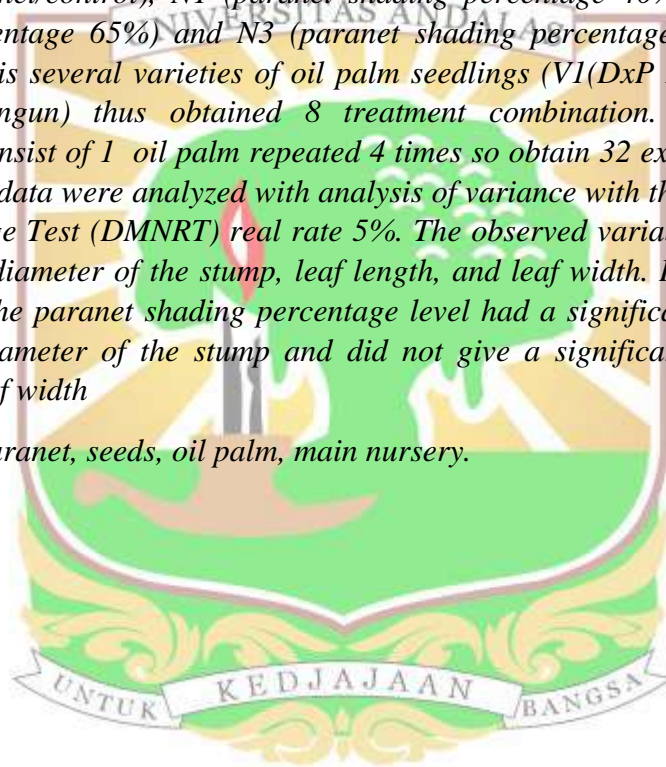 net/control), N1 (paranet shading percentage
UNIVERSITAS ANDALAS
entage 65%) and N3 (paranet shading percentage
is several varieties of oil palm seedlings (V1(DxP
ngun) thus obtained 8 treatment combination.
nsist of 1 oil palm repeated 4 times so obtain 32 ex
data were analyzed with analysis of variance with th
e Test (DMNRT) real rate 5%. The observed varia
diameter of the stump, leaf length, and leaf width.
he paranet shading percentage level had a significa
ameter of the stump and did not give a significa
f width
aranet, seeds, oil palm, main nursery.
UNTUK KEDJAJAAN BANGSA